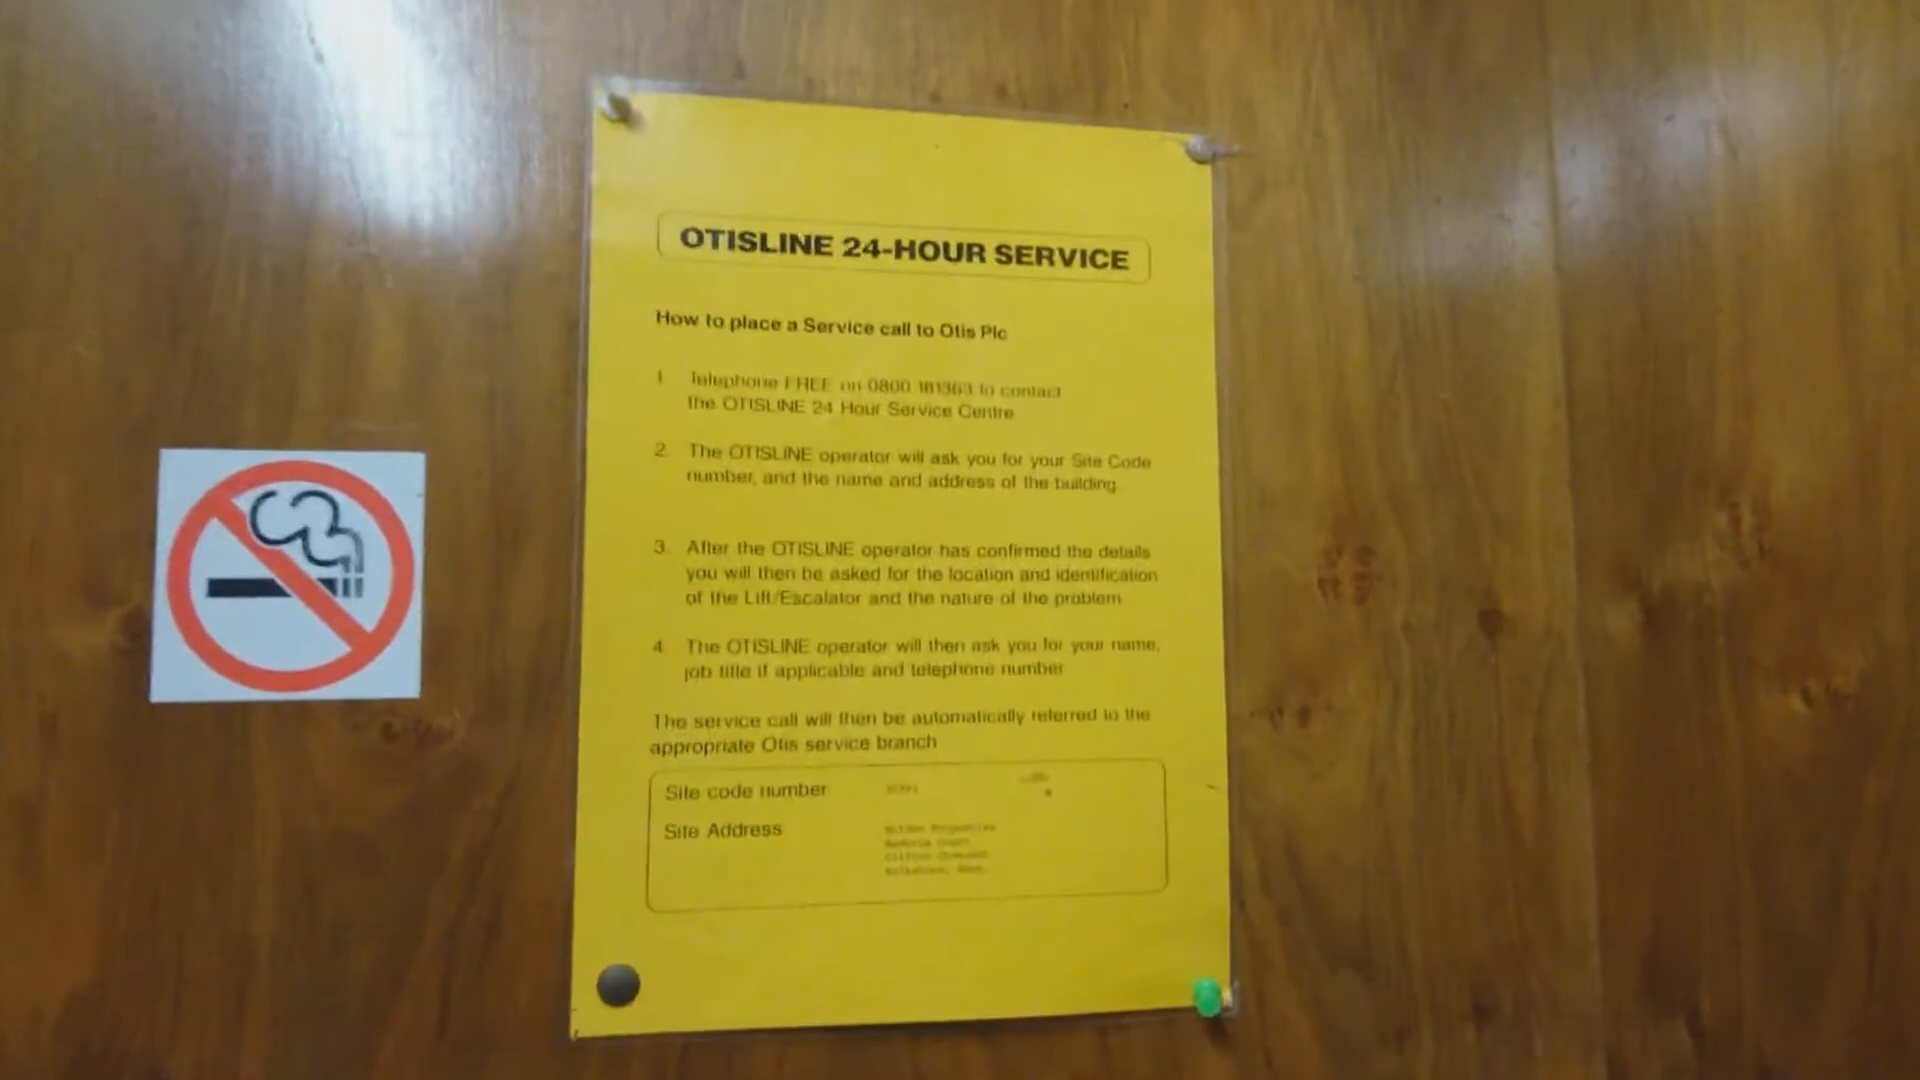 OTISLINE 24-HOUR SERVICE
How to place a Service call to Otis Plc
1. Telephone FREE on 0800 181363 to contact
the OTISLINE 24 Hour Service Centre
2. The OTISLINE operator will ask you for your Site Code
number, and the name and address of the building.
3. After the OTISLINE operator has confirmed the details
you will then be asked for the location and identification
of the Lift/Escalator and the nature of the problem
4. The OTISLINE operator will then ask you for your name,
job title if applicable and telephone number
The service call will then be automatically referred to the
appropriate Otis service branch
Site code number
Site Address
Court
Clifton Crescent
Folkestone, Kent.